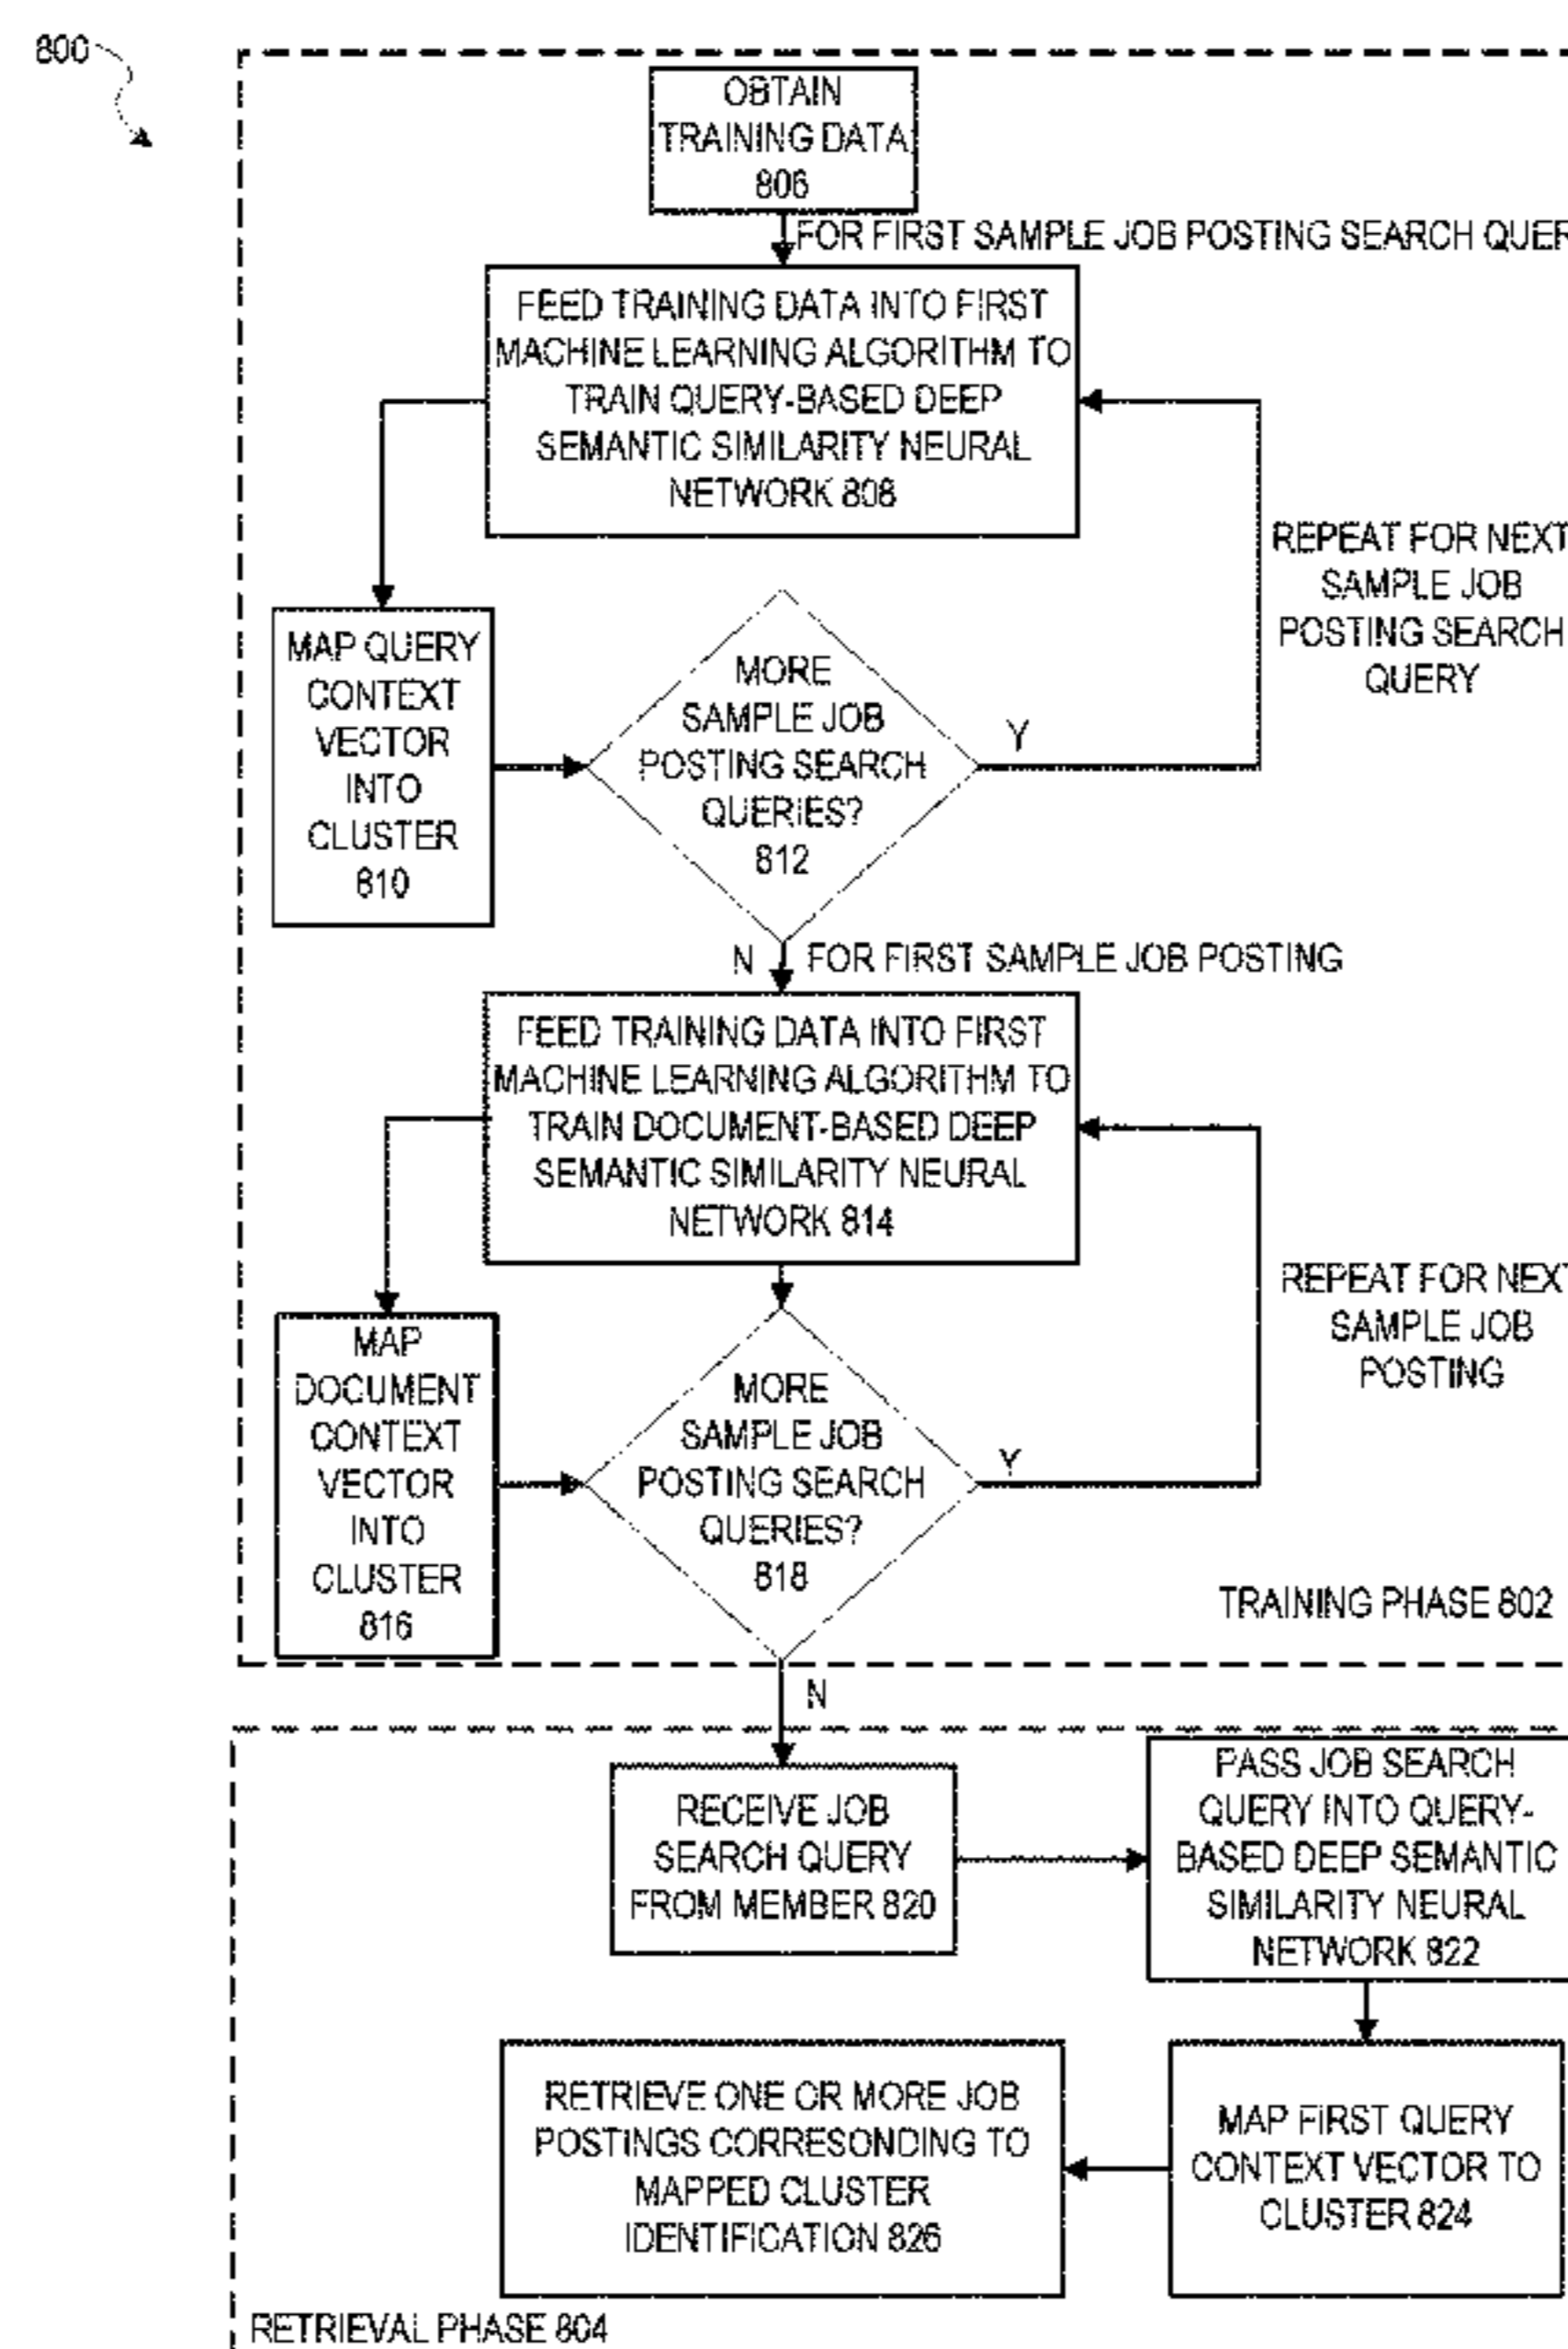 800
OBTAIN
TRAINING DATA
806
FOR FIRST SAMPLE JOB POSTING SEARCH QUER
FEED TRAINING DATA INTO FIRST
MACHINE LEARNING ALGORITHM TO
TRAIN QUERY-BASED DEEP
SEMANTIC SIMILARITY NEURAL
NETWORK 808
REPEAT FOR NEXT
SAMPLE JOB
POSTING SEARCH
QUERY
MAP QUERY
CONTEXT
VECTOR
INTO
CLUSTER
810
MORE
SAMPLE JOB
POSTING SEARCH
QUERIES?
812
Y
N
FOR FIRST SAMPLE JOB POSTING
FEED TRAINING DATA INTO FIRST
MACHINE LEARNING ALGORITHM TO
TRAIN DOCUMENT-BASED DEEP
SEMANTIC SIMILARITY NEURAL
NETWORK 814
REPEAT FOR NEXT
SAMPLE JOB
POSTING
MAP
DOCUMENT
CONTEXT
VECTOR
INTO
CLUSTER
816
MORE
SAMPLE JOB
POSTING SEARCH
QUERIES?
818
Y
TRAINING PHASE 802
N
RECEIVE JOB
SEARCH QUERY
FROM MEMBER 820
PASS JOB SEARCH
QUERY INTO QUERY-
BASED DEEP SEMANTIC
SIMILARITY NEURAL
NETWORK 822
RETRIEVE ONE OR MORE JOB
POSTINGS CORRESONDING TO
MAPPED CLUSTER
IDENTIFICATION 826
MAP FIRST QUERY
CONTEXT VECTOR TO
CLUSTER 824
RETRIEVAL PHASE 804